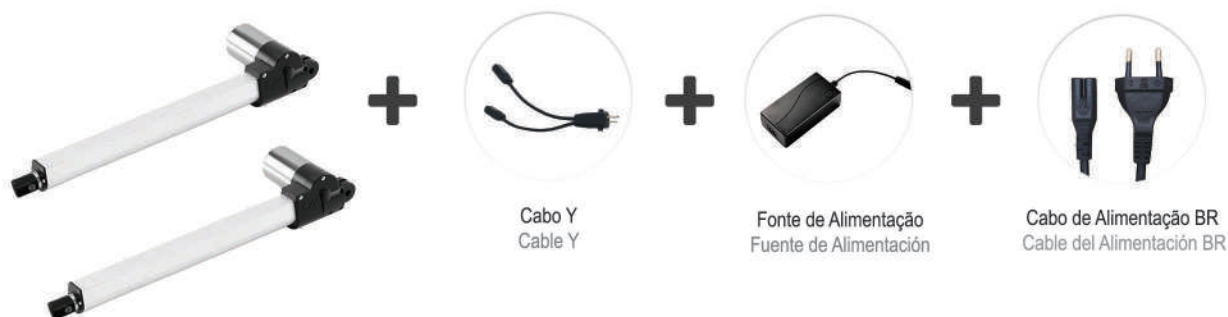 Cabo Y
Cable Y
Fonte de Alimentação
Fuente de Alimentación
Cabo de Alimentação BR
Cable del Alimentación BR